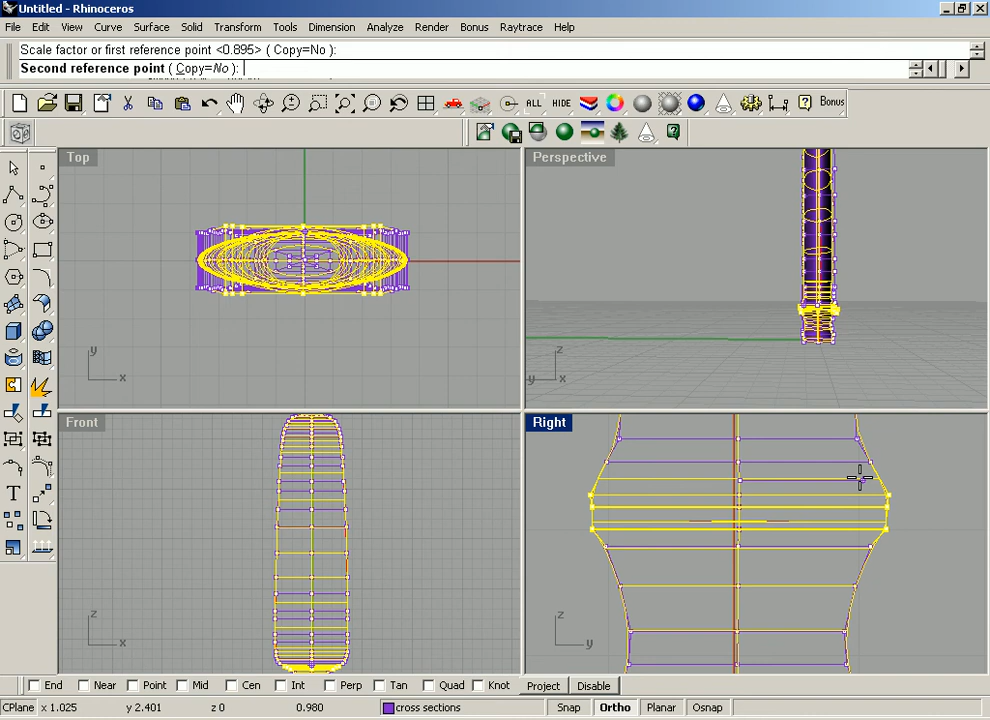 Untitled - Rhinoceros
File Edit View Curve Surface Solid Transform Tools Dimension Analyze Render Bonus Raytrace Help
Scale factor or first reference point <0.895> ( Copy=No ):
Second reference point ( Copy=No ):
ALL HIDE Bonus
Top
Perspective
y x
z y x
Front
Right
z x
z y
T
End Near Point Mid Cen Int Perp Tan Quad Knot Project Disable
CPlane x 1.025 y 2.401 z 0 0.980 cross sections Snap Ortho Planar Osnap